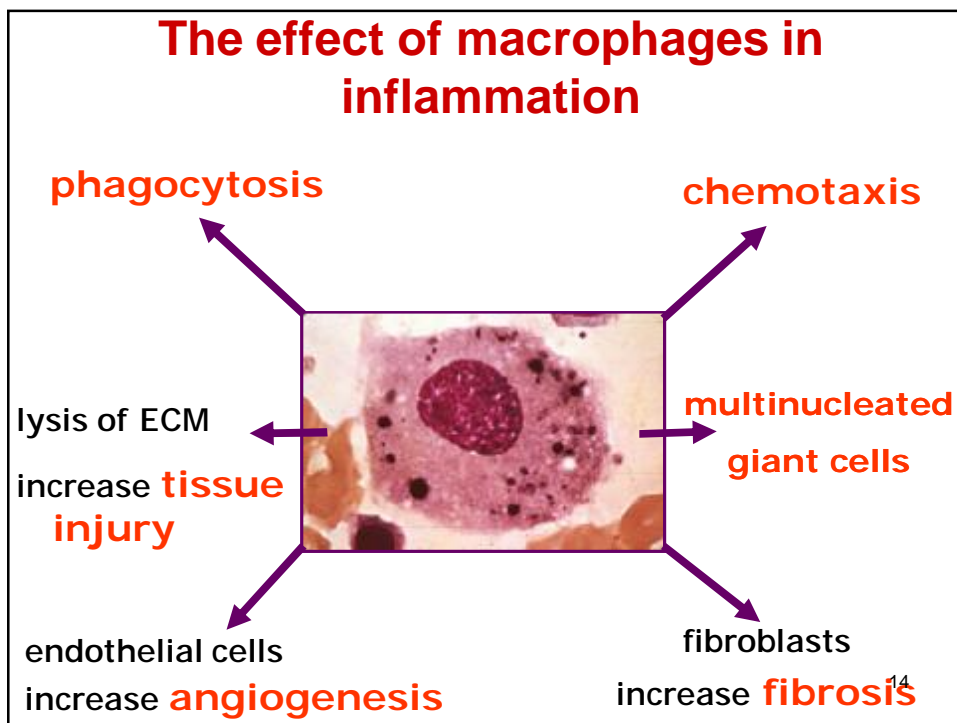 The effect of macrophages in
inflammation
phagocytosis
chemotaxis
lysis of ECM
increase tissue
injury
multinucleated
giant cells
endothelial cells
increase angiogenesis
fibroblasts
increase fibrosis
14